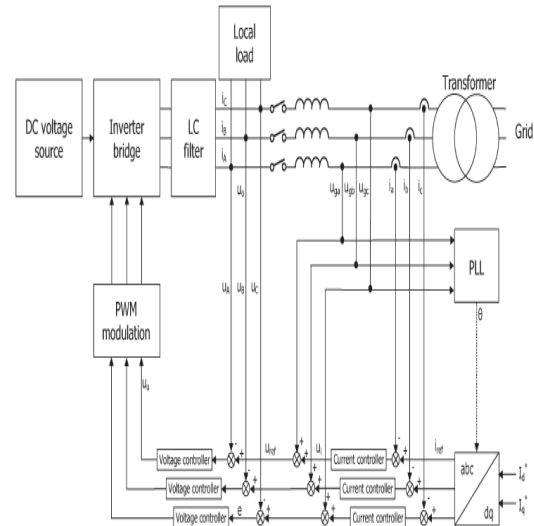 Local
load
Transformer
DC voltage
source
Inverter
bridge
LC
filter
i_C
i_B
i_A
Grid
u_ga
u_gb
u_gc
i_a
i_b
i_c
u_A
u_B
u_C
PLL
θ
PWM
modulation
u_a
u_ref
u_i
i_ref
Voltage controller
Current controller
Voltage controller
Current controller
Voltage controller
e
Current controller
abc
dq
I_d*
I_q*
- + + + -
- + + + -
- + + + -